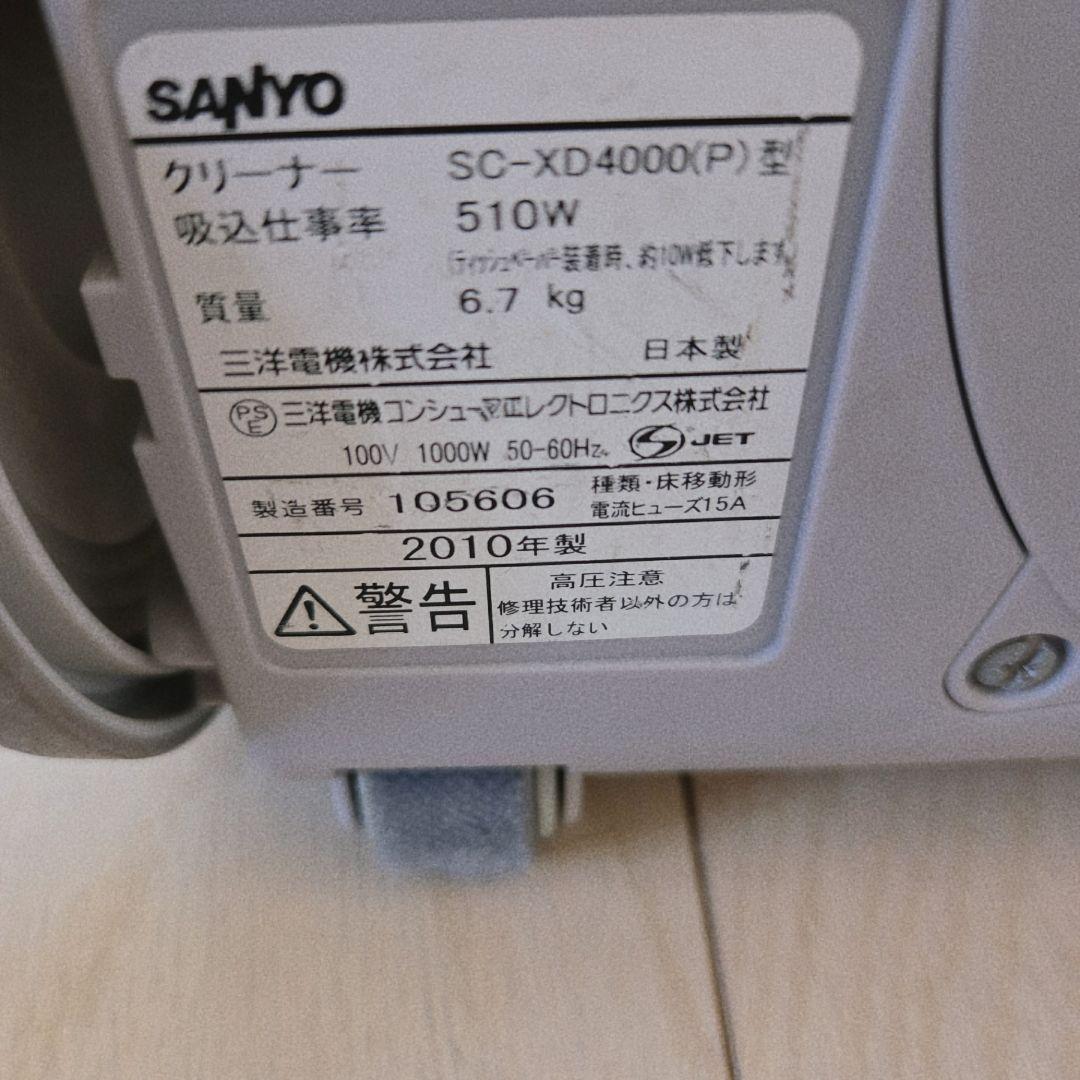 SANYO
クリーナー SC-XD4000(P)型
吸込仕事率 510W
(ティッシュペーパー装着時、約10W低下します
質量 6.7 kg
三洋電機株式会社 日本製
PSE 三洋電機コンシューマエレクトロニクス株式会社
100V 1000W 50-60Hz S JET
製造番号 105606 種類・床移動形
電流ヒューズ15A
2010年製
警告 高圧注意
修理技術者以外の方は
分解しない